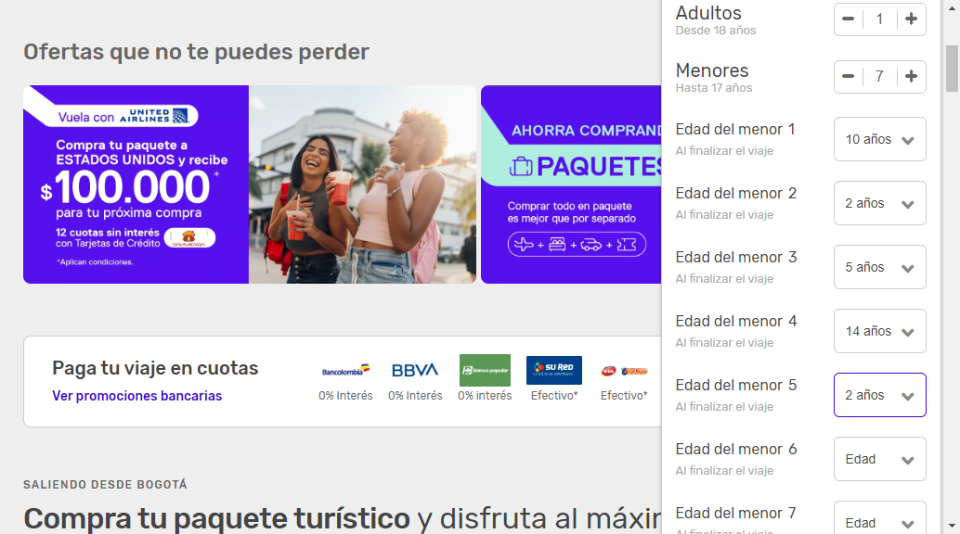 Ofertas que no te puedes perder
Vuela con UNITED AIRLINES
Compra tu paquete a
ESTADOS UNIDOS y recibe
$100.000*
para tu próxima compra
12 cuotas sin interés
con Tarjetas de Crédito DAVIVIENDA
*Aplican condiciones.
AHORRA COMPRAND
PAQUETES
Comprar todo en paquete
es mejor que por separado
Paga tu viaje en cuotas
Ver promociones bancarias
Bancolombia
0% Interés
BBVA
0% Interés
banco popular
0% interés
SU RED
Efectivo*
Efectivo*
SALIENDO DESDE BOGOTÁ
Compra tu paquete turístico y disfruta al máxim
Adultos
Desde 18 años
1
Menores
Hasta 17 años
7
Edad del menor 1
Al finalizar el viaje
10 años
Edad del menor 2
Al finalizar el viaje
2 años
Edad del menor 3
Al finalizar el viaje
5 años
Edad del menor 4
Al finalizar el viaje
14 años
Edad del menor 5
Al finalizar el viaje
2 años
Edad del menor 6
Al finalizar el viaje
Edad
Edad del menor 7
Al finalizar el viaje
Edad